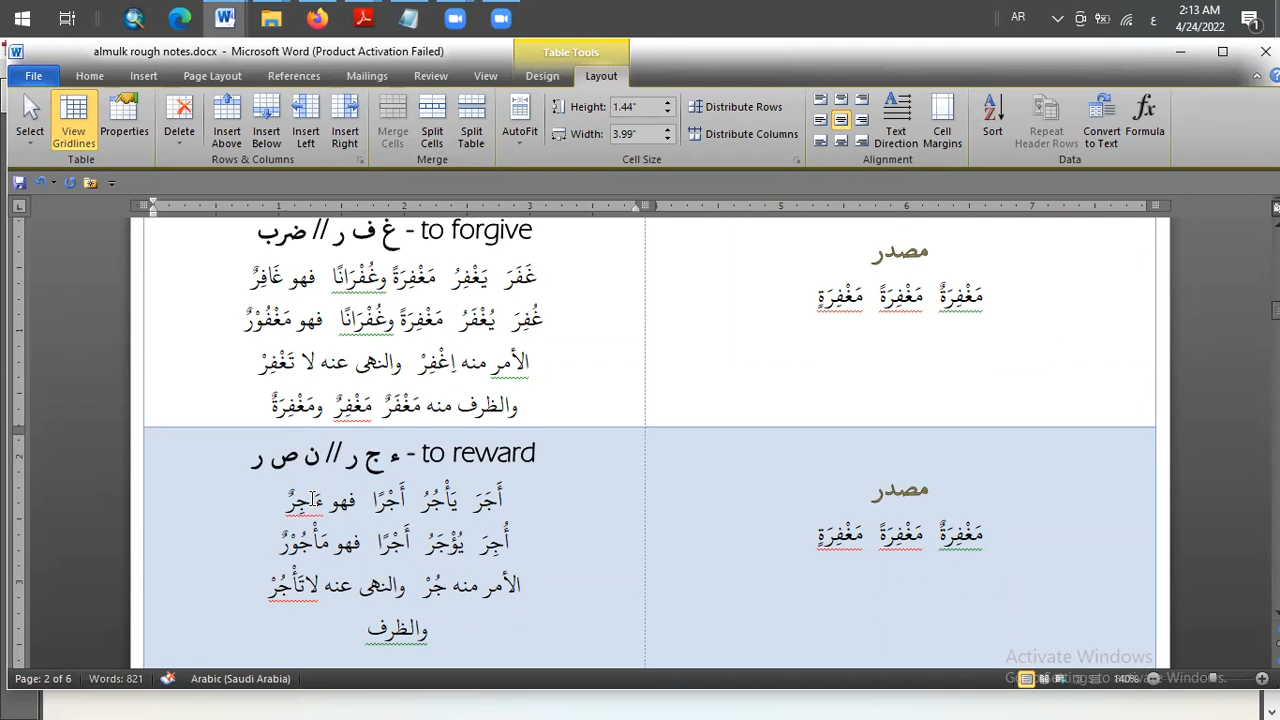 AR
ع
2:13 AM
4/24/2022
almulk rough notes.docx - Microsoft Word (Product Activation Failed)
Table Tools
File Home Insert Page Layout References Mailings Review View Design Layout
Select View Gridlines Properties Delete Insert Above Insert Below Insert Left Insert Right Merge Cells Split Cells Split Table AutoFit Height: 1.44" Width: 3.99" Distribute Rows Distribute Columns Text Direction Cell Margins Sort Repeat Header Rows Convert to Text Formula
Table Rows & Columns Merge Cell Size Alignment Data
غ ف ر // ضرب - to forgive
غَفَرَ يَغْفِرُ مَغْفِرَةً وغُفْرَانًا فهو غَافِرٌ
غُفِرَ يُغْفَرُ مَغْفِرَةً وغُفْرَانًا فهو مَغْفُوْرٌ
الأمر منه اِغْفِرْ والنهى عنه لا تَغْفِرْ
والظرف منه مَغْفَرٌ مَغْفِرٌ ومَغْفِرَةٌ
مصدر
مَغْفِرَةٌ مَغْفِرَةً مَغْفِرَةٍ
ء ج ر // ن ص ر - to reward
أَجَرَ يَأْجُرُ أَجْرًا فهو ءَاجِرٌ
أُجِرَ يُؤْجَرُ أَجْرًا فهو مَأْجُوْرٌ
الأمر منه جُرْ والنهى عنه لاتَأْجُرْ
والظرف
مصدر
مَغْفِرَةٌ مَغْفِرَةً مَغْفِرَةٍ
Activate Windows
Page: 2 of 6 Words: 821 Arabic (Saudi Arabia) 140%